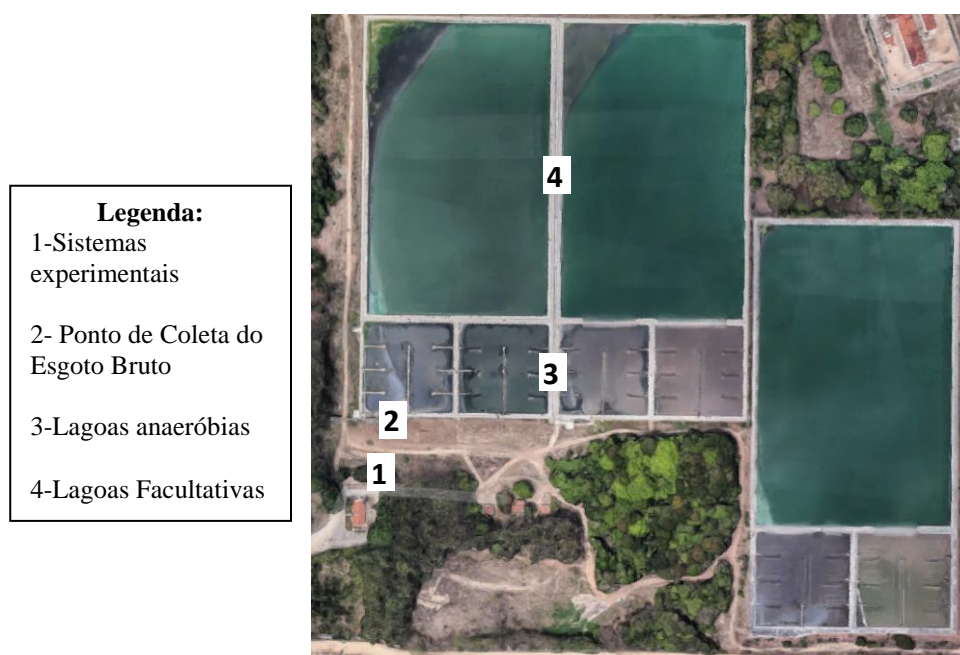 Legenda:
1-Sistemas
experimentais
2- Ponto de Coleta do
Esgoto Bruto
3-Lagoas anaeróbias
4-Lagoas Facultativas
4
3
2
1